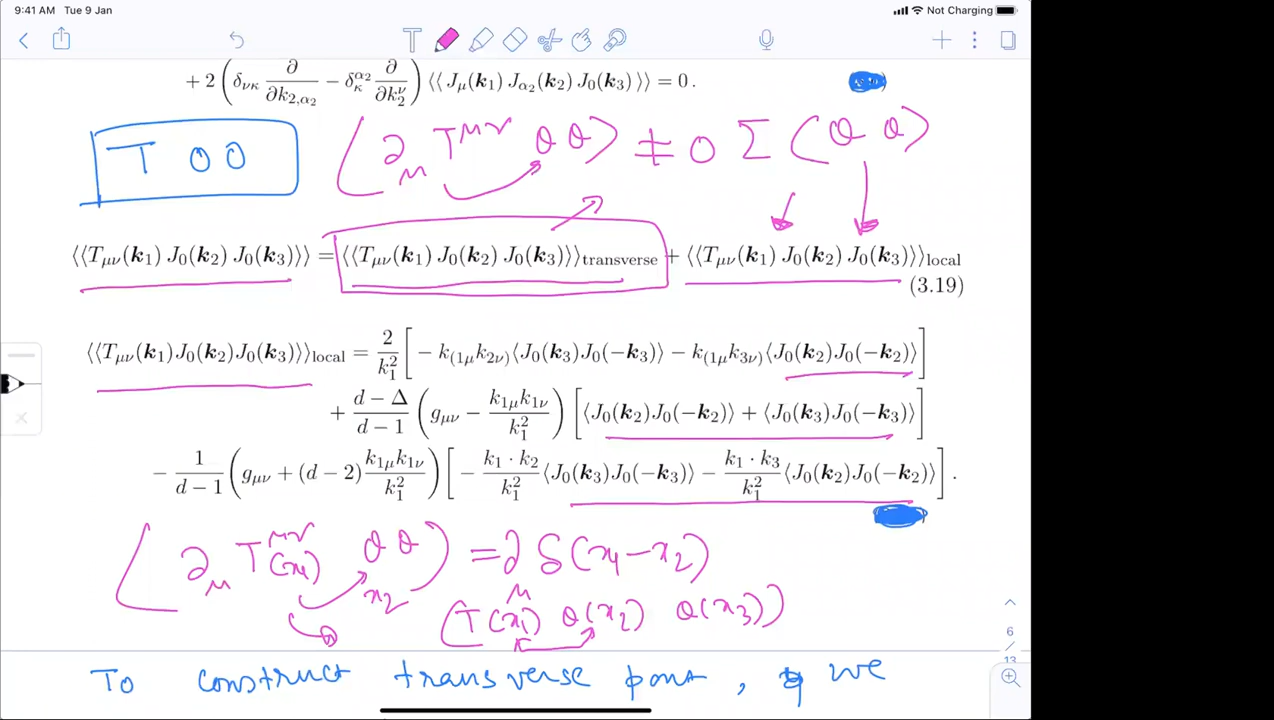 9:41 AM Tue 9 Jan Not Charging
+ 2 ( δ_{νκ} ∂/∂k_{2,α_2} − δ_κ^{α_2} ∂/∂k_2^ν ) ⟨⟨ J_μ(k_1) J_{α_2}(k_2) J_0(k_3) ⟩⟩ = 0 .
T O O ⟨ ∂_μ T^{μν} O O ⟩ ≠ 0 Σ ⟨ O O ⟩
⟨⟨T_{μν}(k_1) J_0(k_2) J_0(k_3)⟩⟩ = ⟨⟨T_{μν}(k_1) J_0(k_2) J_0(k_3)⟩⟩_{transverse} + ⟨⟨T_{μν}(k_1) J_0(k_2) J_0(k_3)⟩⟩_{local}
(3.19)
⟨⟨T_{μν}(k_1)J_0(k_2)J_0(k_3)⟩⟩_{local} = 2/k_1^2 [ − k_{(1μ}k_{2ν)}⟨J_0(k_3)J_0(−k_3)⟩ − k_{(1μ}k_{3ν)}⟨J_0(k_2)J_0(−k_2)⟩ ]
+ (d − Δ)/(d − 1) ( g_{μν} − k_{1μ}k_{1ν}/k_1^2 ) [ ⟨J_0(k_2)J_0(−k_2)⟩ + ⟨J_0(k_3)J_0(−k_3)⟩ ]
− 1/(d − 1) ( g_{μν} + (d − 2) k_{1μ}k_{1ν}/k_1^2 ) [ − k_1 · k_2/k_1^2 ⟨J_0(k_3)J_0(−k_3)⟩ − k_1 · k_3/k_1^2 ⟨J_0(k_2)J_0(−k_2)⟩ ] .
⟨ ∂_μ T^{μν}(x_1) O O ⟩ = ∂ δ(x_1 − x_2)
x_2 ⟨T^μ(x_1) O(x_2) O(x_3)⟩
6
/
13
To construct transverse part , we